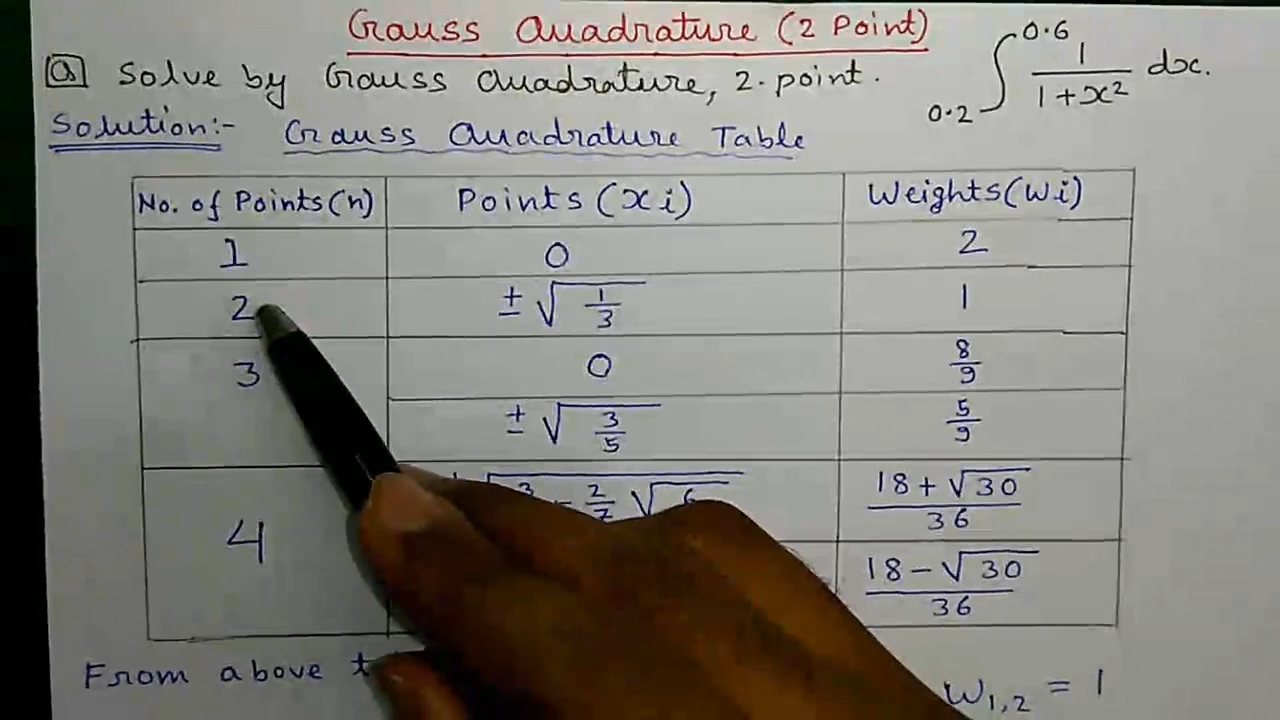 Gauss Quadrature (2 Point)
Q Solve by Gauss Quadrature, 2-point. ∫ 0.2 0.6 1/(1+x²) dx.
Solution:- Gauss Quadrature Table
No. of Points(n) Points (xi) Weights(wi)
1 0 2
2 ± √(1/3) 1
3 0 8/9
± √(3/5) 5/9
4 2/7 √ (18+√30)/36
(18-√30)/36
From above W1,2 = 1